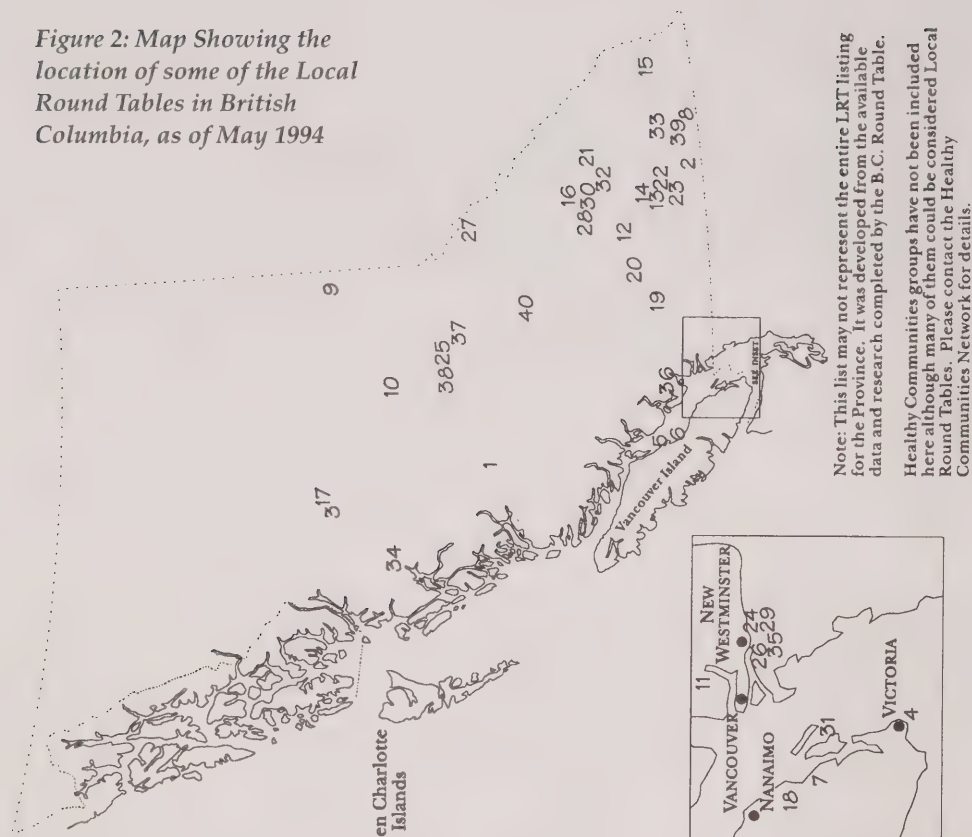 Figure 2: Map Showing the
location of some of the Local
Round Tables in British
Columbia, as of May 1994
15
33
398
2
21
16
2830
32
14
1322
23
12
27
20
9
19
40
37
3825
10
36
6
6
1
317
34
Vancouver Island
SEE INSET
en Charlotte
Islands
NEW
WESTMINSTER
11
24
26
3529
VANCOUVER
NANAIMO
18
7
31
VICTORIA
4
Note: This list may not represent the entire LRT listing
for the Province. It was developed from the available
data and research completed by the B.C. Round Table.
Healthy Communities groups have not been included
here although many of them could be considered Local
Round Tables. Please contact the Healthy
Communities Network for details.